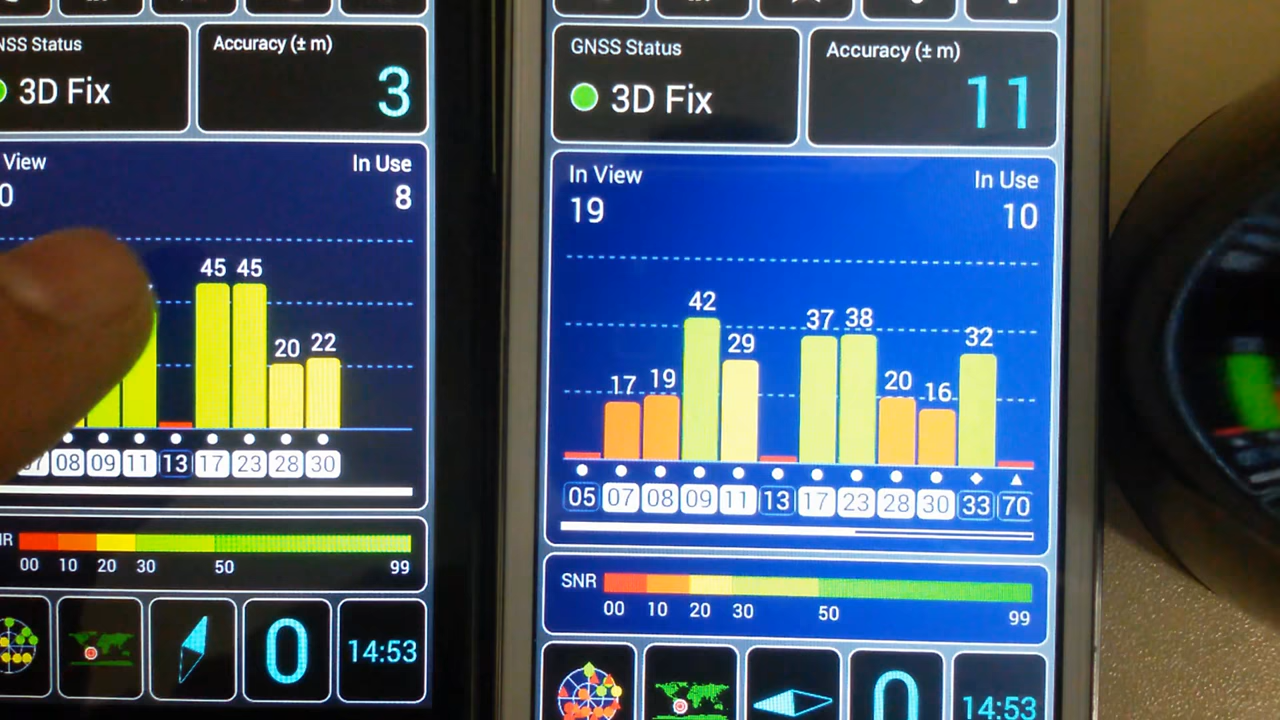 NSS Status
Accuracy (± m)
3D Fix
3
View
In Use
0
8
45 45
20 22
07 08 09 11 13 17 23 28 30
00 10 20 30 50 99
0
14:53
GNSS Status
Accuracy (± m)
3D Fix
11
In View
In Use
19
10
17 19 42 29 37 38 20 16 32
05 07 08 09 11 13 17 23 28 30 33 70
SNR
00 10 20 30 50 99
0
14:53